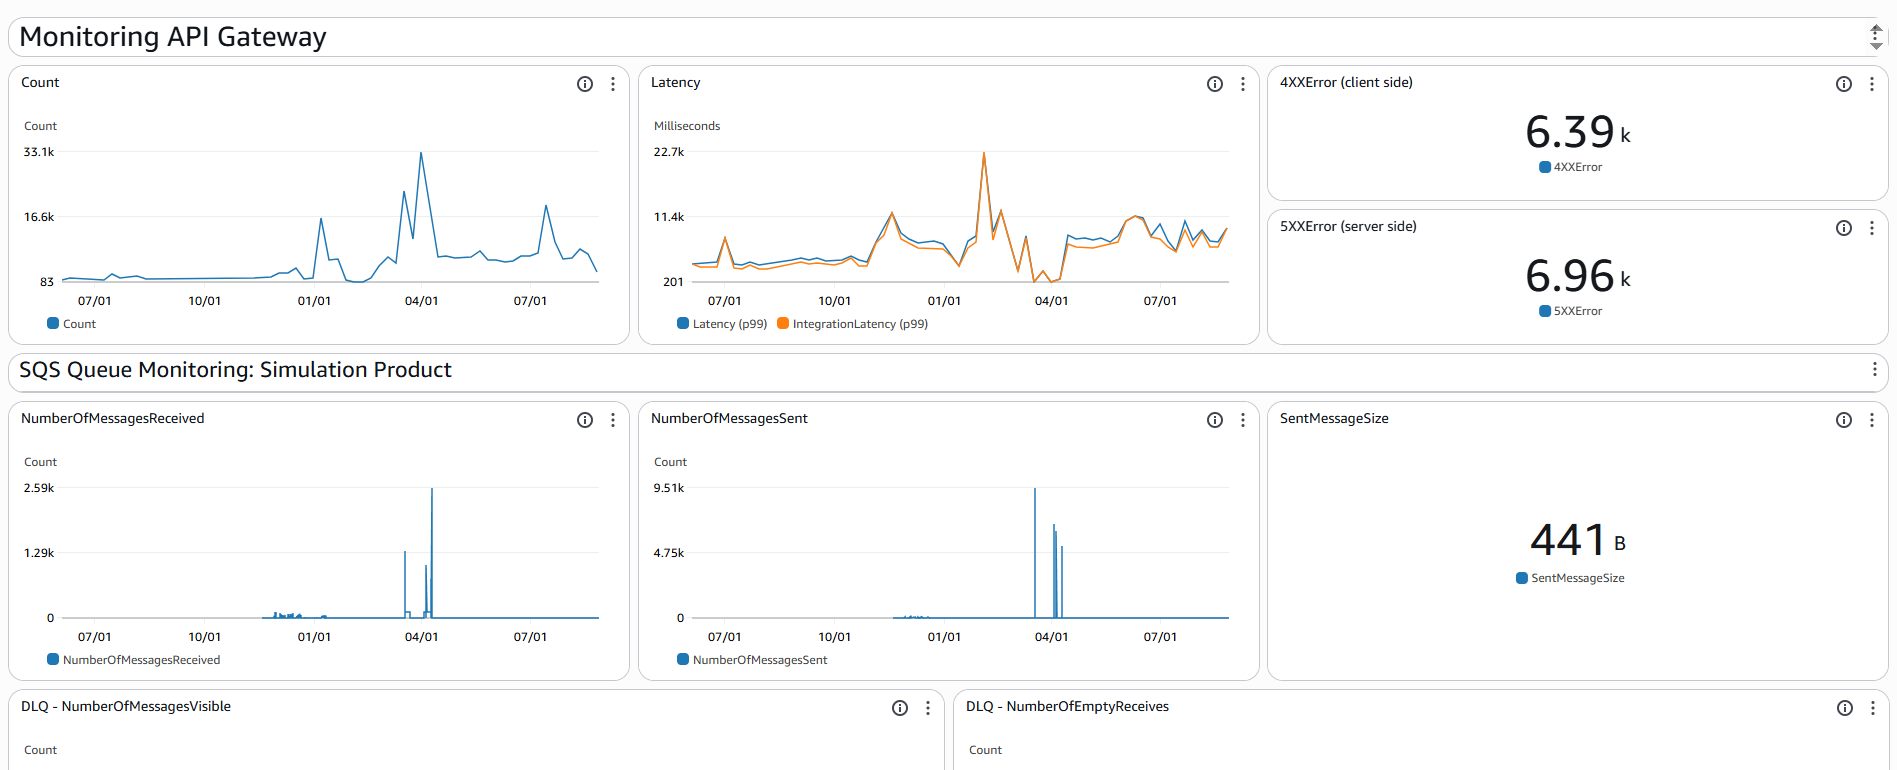 Monitoring API Gateway
Count
Count
33.1k
16.6k
83
07/01 10/01 01/01 04/01 07/01
Count
Latency
Milliseconds
22.7k
11.4k
201
07/01 10/01 01/01 04/01 07/01
Latency (p99) IntegrationLatency (p99)
4XXError (client side)
6.39 k
4XXError
5XXError (server side)
6.96 k
5XXError
SQS Queue Monitoring: Simulation Product
NumberOfMessagesReceived
Count
2.59k
1.29k
0
07/01 10/01 01/01 04/01 07/01
NumberOfMessagesReceived
NumberOfMessagesSent
Count
9.51k
4.75k
0
07/01 10/01 01/01 04/01 07/01
NumberOfMessagesSent
SentMessageSize
441 B
SentMessageSize
DLQ - NumberOfMessagesVisible
Count
DLQ - NumberOfEmptyReceives
Count